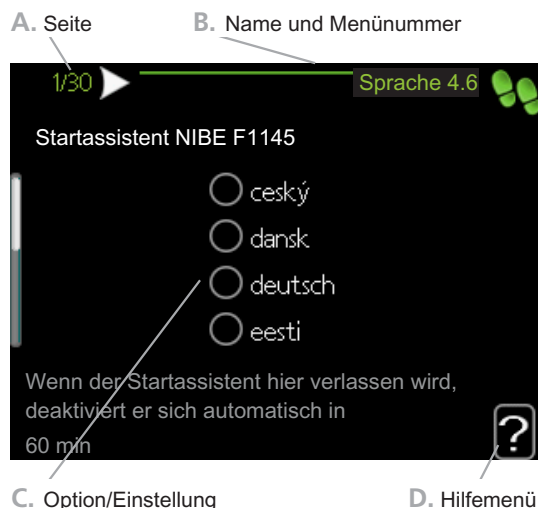 A. Seite
B. Name und Menünummer
1/30
Sprache 4.6
Startassistent NIBE F1145
ceský
dansk
deutsch
eesti
Wenn der Startassistent hier verlassen wird,
deaktiviert er sich automatisch in
60 min
?
C. Option/Einstellung
D. Hilfemenü